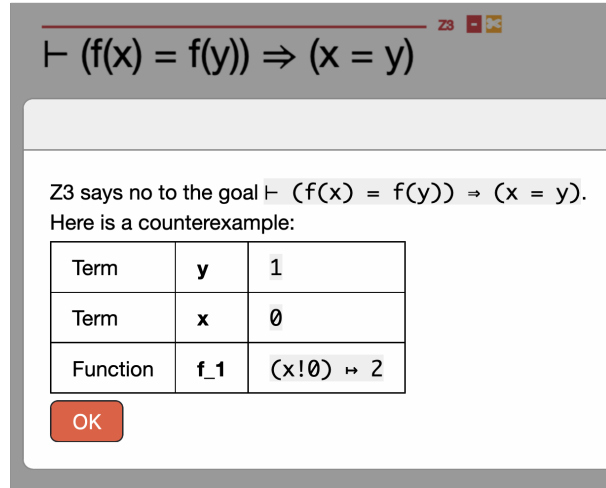 Z3
⊢ (f(x) = f(y)) ⇒ (x = y)
Z3 says no to the goal ⊢ (f(x) = f(y)) ⇒ (x = y).
Here is a counterexample:
Term y 1
Term x 0
Function f_1 (x!0) ↦ 2
OK